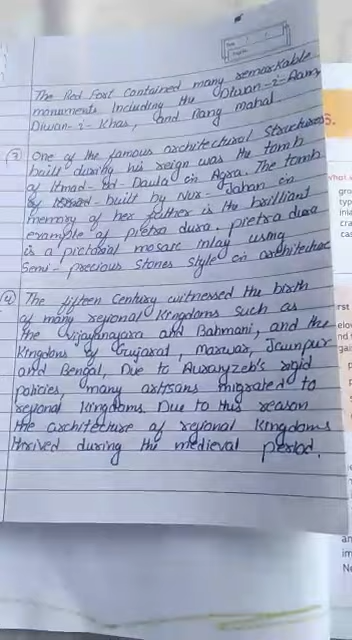 The Red Fort contained many remarkable
monuments, Including the Diwan-i-Aam,
Diwan-i-Khas, and Rang mahal
③ One of the famous architectural structures
built during his reign was the tomb
of Itmad-ud-Daula in Agra. The tomb
built by Nur-Jahan in
memory of her father is the brilliant
example of pietra dura. pietra dura
is a pictorial mosaic inlay using
Semi-precious stones style in architecture
④ The fifteen century witnessed the birth
of many regional Kingdoms such as
the Vijayanagara and Bahmani, and the
Kingdoms of Gujarat, Marwar, Jaunpur
and Bengal, Due to Aurangzeb's rigid
policies, many artisans migrated to
regional kingdoms. Due to this reason
the architecture of regional kingdoms
thrived during the medieval period.